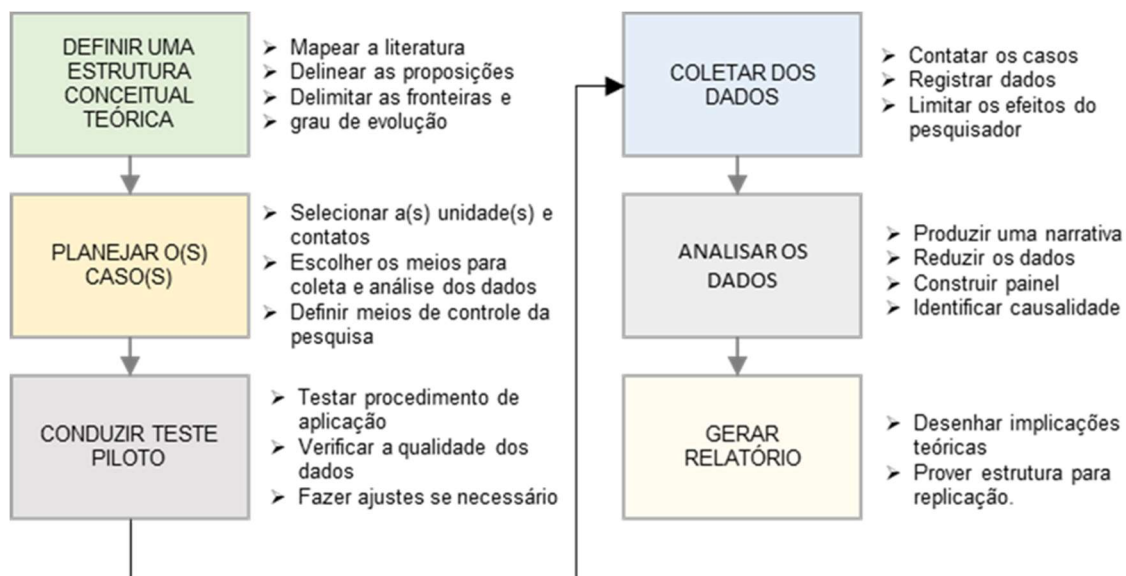 DEFINIR UMA
ESTRUTURA
CONCEITUAL
TEÓRICA
➢ Mapear a literatura
➢ Delinear as proposições
➢ Delimitar as fronteiras e
➢ grau de evolução
PLANEJAR O(S)
CASO(S)
➢ Selecionar a(s) unidade(s) e
contatos
➢ Escolher os meios para
coleta e análise dos dados
➢ Definir meios de controle da
pesquisa
CONDUZIR TESTE
PILOTO
➢ Testar procedimento de
aplicação
➢ Verificar a qualidade dos
dados
➢ Fazer ajustes se necessário
COLETAR DOS
DADOS
➢ Contatar os casos
➢ Registrar dados
➢ Limitar os efeitos do
pesquisador
ANALISAR OS
DADOS
➢ Produzir uma narrativa
➢ Reduzir os dados
➢ Construir painel
➢ Identificar causalidade
GERAR
RELATÓRIO
➢ Desenhar implicações
teóricas
➢ Prover estrutura para
replicação.